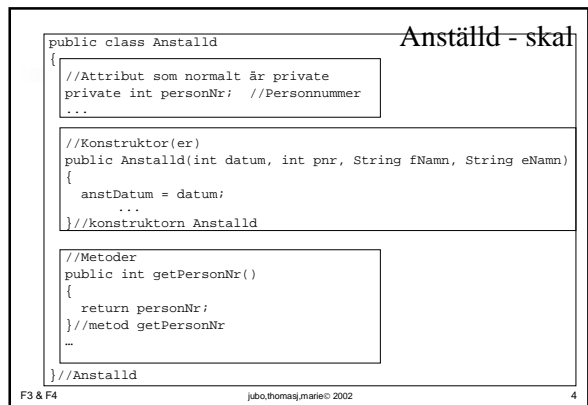 Anställd - skal
public class Anstalld
{
//Attribut som normalt är private
private int personNr; //Personnummer
...
//Konstruktor(er)
public Anstalld(int datum, int pnr, String fNamn, String eNamn)
{
anstDatum = datum;
...
}//konstruktorn Anstalld
//Metoder
public int getPersonNr()
{
return personNr;
}//metod getPersonNr
…
}//Anstalld
F3 & F4 jubo,thomasj,marie© 2002 4